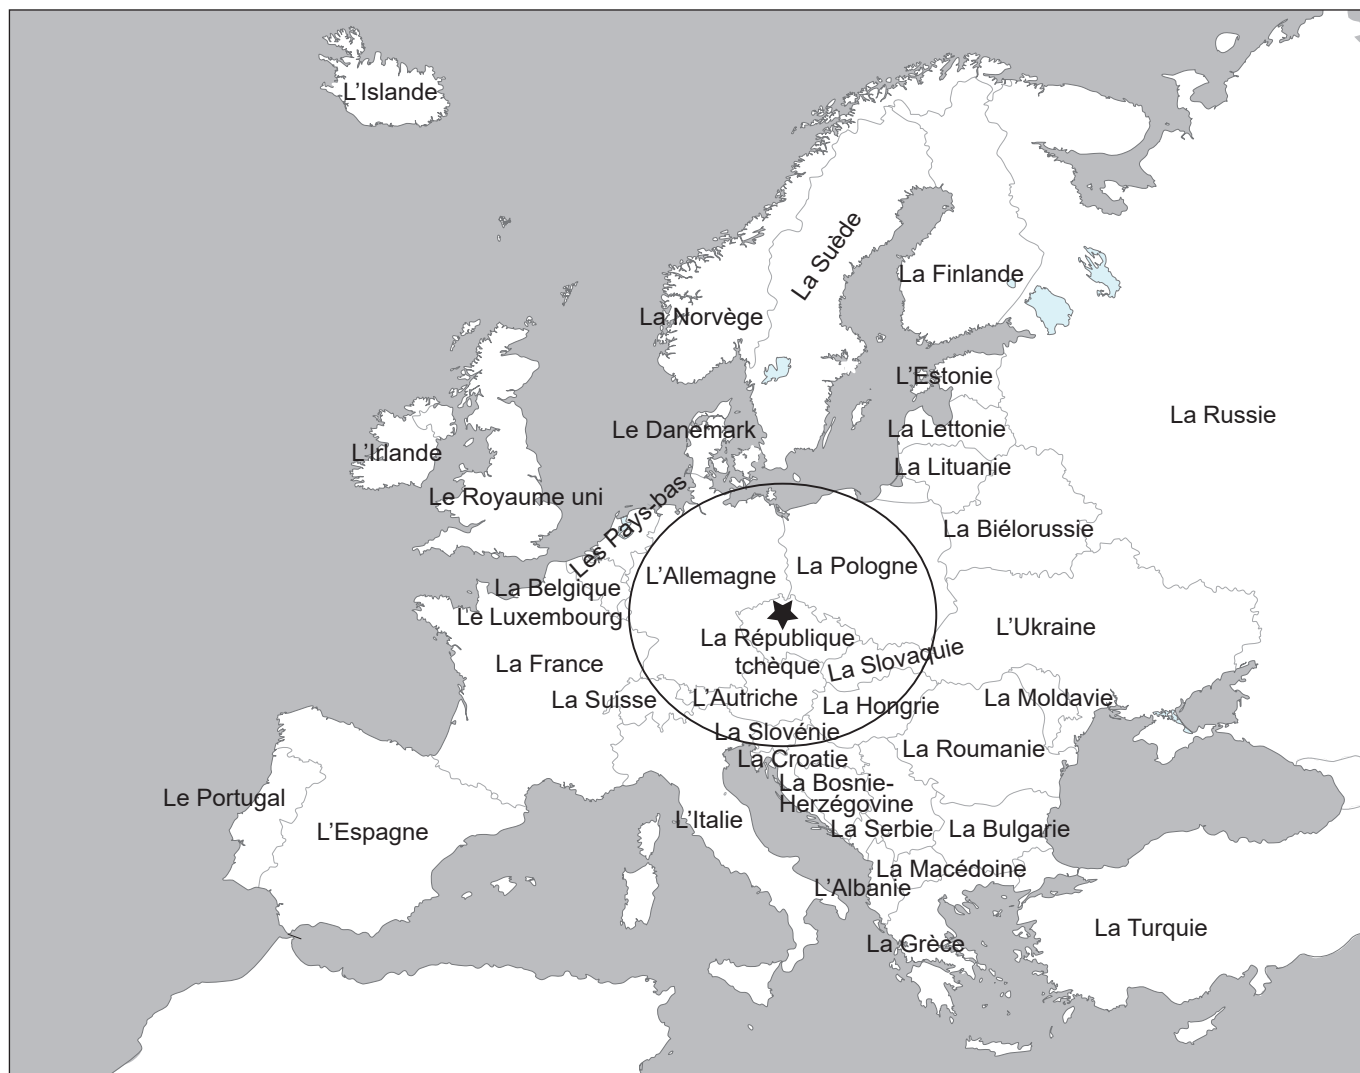 L’Islande
La Suède
La Finlande
La Norvège
L’Estonie
La Russie
Le Danemark
La Lettonie
L’Irlande
La Lituanie
Le Royaume uni
Les Pays-bas
La Biélorussie
La Pologne
L’Allemagne
La Belgique
Le Luxembourg
L’Ukraine
La République
tchèque
La Slovaquie
La France
La Suisse
L’Autriche
La Hongrie
La Moldavie
La Slovénie
La Roumanie
La Croatie
La Bosnie-
Herzégovine
Le Portugal
L’Espagne
L’Italie
La Serbie
La Bulgarie
La Macédoine
L’Albanie
La Turquie
La Grèce